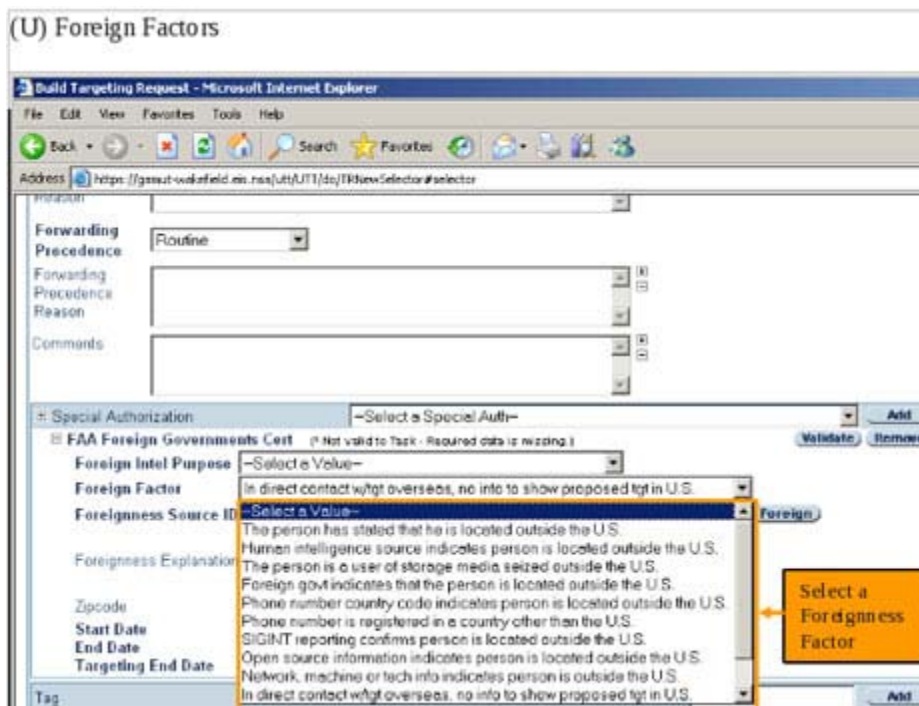 (U) Foreign Factors
Build Targeting Request - Microsoft Internet Explorer
File Edit View Favorites Tools Help
Back Search Favorites
Address https://gamut-wakefield.eis.nsa/utt/UTT/do/TRNewSelector#selector
Forwarding Precedence Routine
Forwarding Precedence Reason
Comments
Special Authorization --Select a Special Auth-- Add
FAA Foreign Governments Cert (* Not valid to Task - Required data is missing.) Validate Remove
Foreign Intel Purpose --Select a Value--
Foreign Factor In direct contact w/tgt overseas, no info to show proposed tgt in U.S.
Foreignness Source ID --Select a Value-- Foreign
The person has stated that he is located outside the U.S.
Human intelligence source indicates person is located outside the U.S.
The person is a user of storage media seized outside the U.S.
Foreignness Explanation Foreign govt indicates that the person is located outside the U.S.
Phone number country code indicates person is located outside the U.S.
Zipcode Phone number is registered in a country other than the U.S.
Start Date SIGINT reporting confirms person is located outside the U.S.
End Date Open source information indicates person is located outside the U.S.
Targeting End Date Network, machine or tech info indicates person is outside the U.S.
Tag In direct contact w/tgt overseas, no info to show proposed tgt in U.S. Add
Select a
Foreignness
Factor